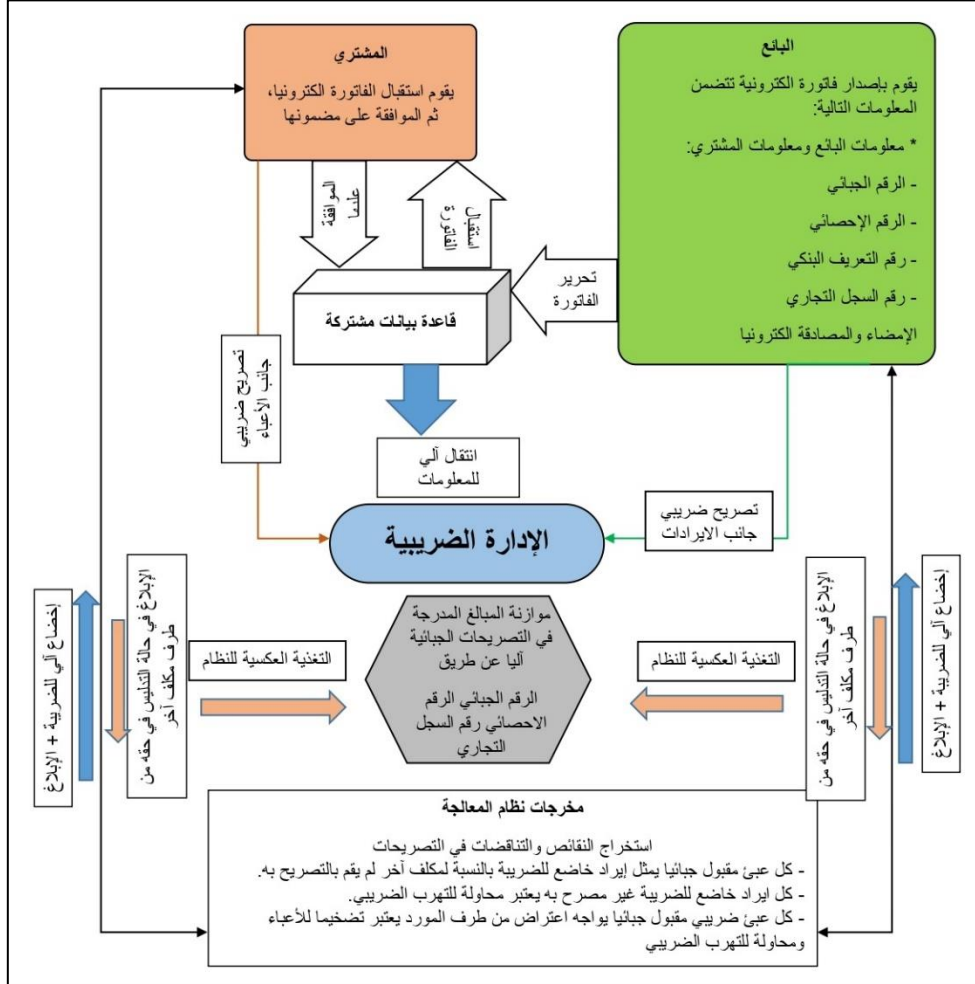 البائع
يقوم بإصدار فاتورة الكترونية تتضمن
المعلومات التالية:
* معلومات البائع ومعلومات المشتري:
- الرقم الجبائي
- الرقم الإحصائي
- رقم التعريف البنكي
- رقم السجل التجاري
الإمضاء والمصادقة الكترونيا
المشتري
يقوم استقبال الفاتورة الكترونيا،
ثم الموافقة على مضمونها
عليها
الموافقة
استقبال
الفاتورة
تحرير
الفاتورة
قاعدة بيانات مشتركة
تصريح ضريبي
جانب الأعباء
انتقال آلي
للمعلومات
تصريح ضريبي
جانب الايرادات
الإدارة الضريبية
إخضاع آلي للضريبة + الإبلاغ
الإبلاغ في حالة التدليس في حقه من
طرف مكلف آخر
التغذية العكسية للنظام
موازنة المبالغ المدرجة
في التصريحات الجبائية
آليا عن طريق
الرقم الجبائي الرقم
الاحصائي رقم السجل
التجاري
التغذية العكسية للنظام
الإبلاغ في حالة التدليس في حقه من
طرف مكلف آخر
إخضاع آلي للضريبة + الإبلاغ
مخرجات نظام المعالجة
استخراج النقائص والتناقضات في التصريحات
- كل عبئ مقبول جبائيا يمثل إيراد خاضع للضريبة بالنسبة لمكلف آخر لم يقم بالتصريح به.
- كل ايراد خاضع للضريبة غير مصرح به يعتبر محاولة للتهرب الضريبي.
- كل عبئ ضريبي مقبول جبائيا يواجه اعتراض من طرف المورد يعتبر تضخيما للأعباء
ومحاولة للتهرب الضريبي